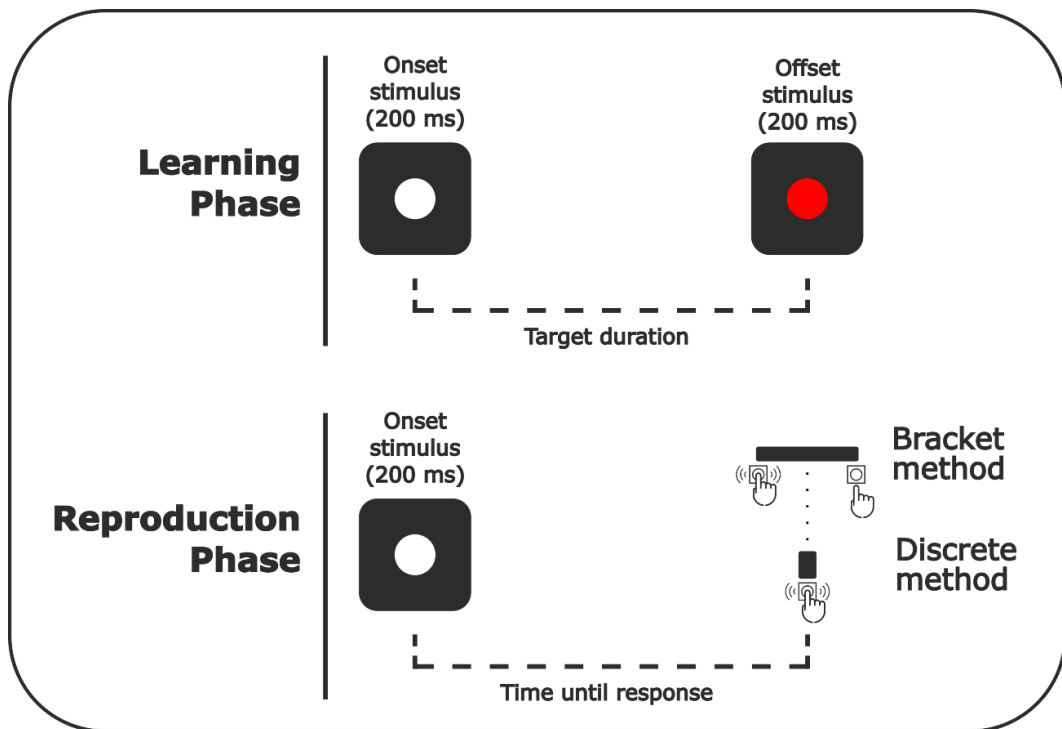 Learning
Phase
Onset
stimulus
(200 ms)
Offset
stimulus
(200 ms)
Target duration
Reproduction
Phase
Onset
stimulus
(200 ms)
Bracket
method
Discrete
method
Time until response